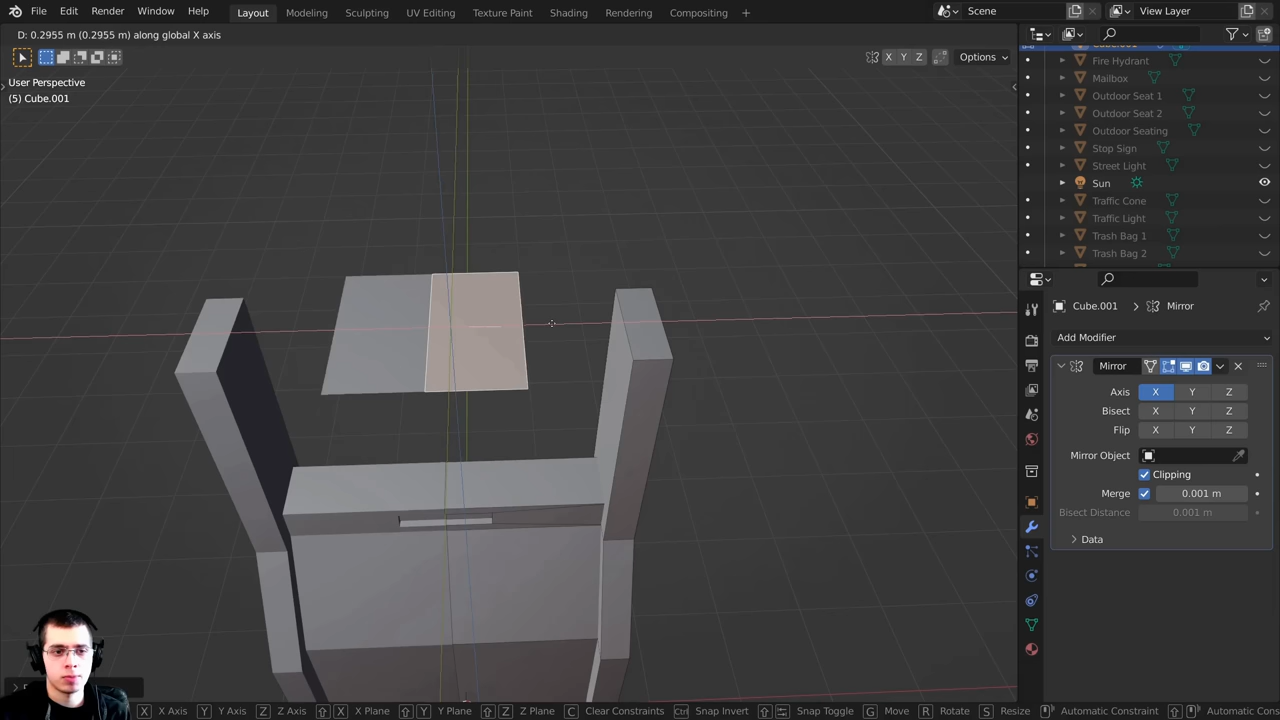 File Edit Render Window Help Layout Modeling Sculpting UV Editing Texture Paint Shading Rendering Compositing + Scene View Layer
D: 0.2955 m (0.2955 m) along global X axis
X Y Z Options
User Perspective
(5) Cube.001
Cube.001
Fire Hydrant
Mailbox
Outdoor Seat 1
Outdoor Seat 2
Outdoor Seating
Stop Sign
Street Light
Sun
Traffic Cone
Traffic Light
Trash Bag 1
Trash Bag 2
Cube.001 > Mirror
Add Modifier
Mirror
Axis X Y Z
Bisect X Y Z
Flip X Y Z
Mirror Object
Clipping
Merge 0.001 m
Bisect Distance 0.001 m
Data
X X Axis Y Y Axis Z Z Axis X X Plane Y Y Plane Z Z Plane C Clear Constraints Ctrl Snap Invert Snap Toggle G Move R Rotate S Resize Automatic Constraint Automatic Constraint